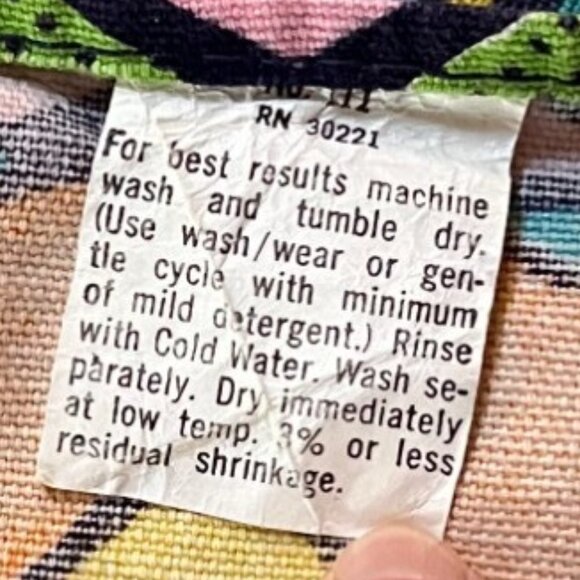 RN 30221
For best results machine
wash and tumble dry.
(Use wash/wear or gen-
tle cycle with minimum
of mild detergent.) Rinse
with Cold Water. Wash se-
parately. Dry immediately
at low temp. 3% or less
residual shrinkage.